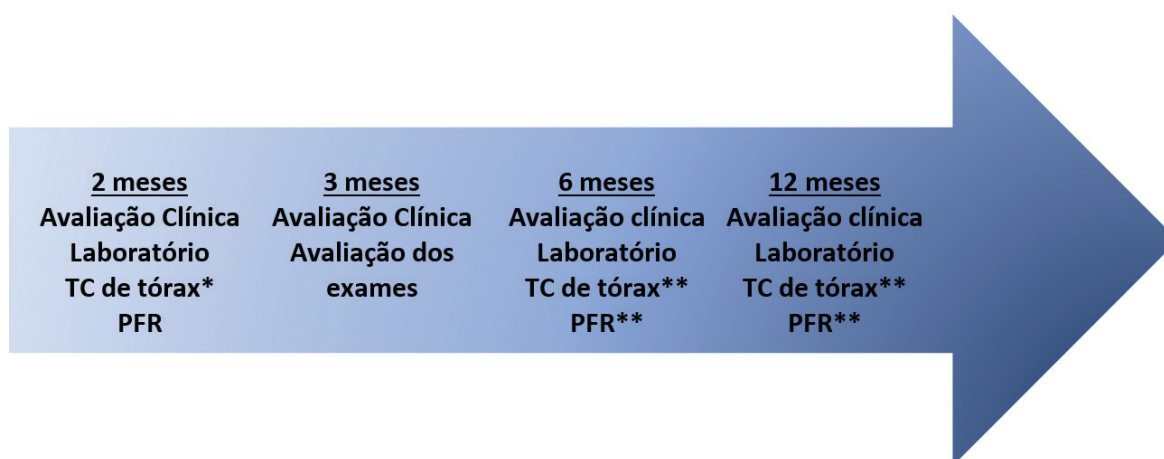 2 meses
Avaliação Clínica
Laboratório
TC de tórax*
PFR
3 meses
Avaliação Clínica
Avaliação dos
exames
6 meses
Avaliação clínica
Laboratório
TC de tórax**
PFR**
12 meses
Avaliação clínica
Laboratório
TC de tórax**
PFR**